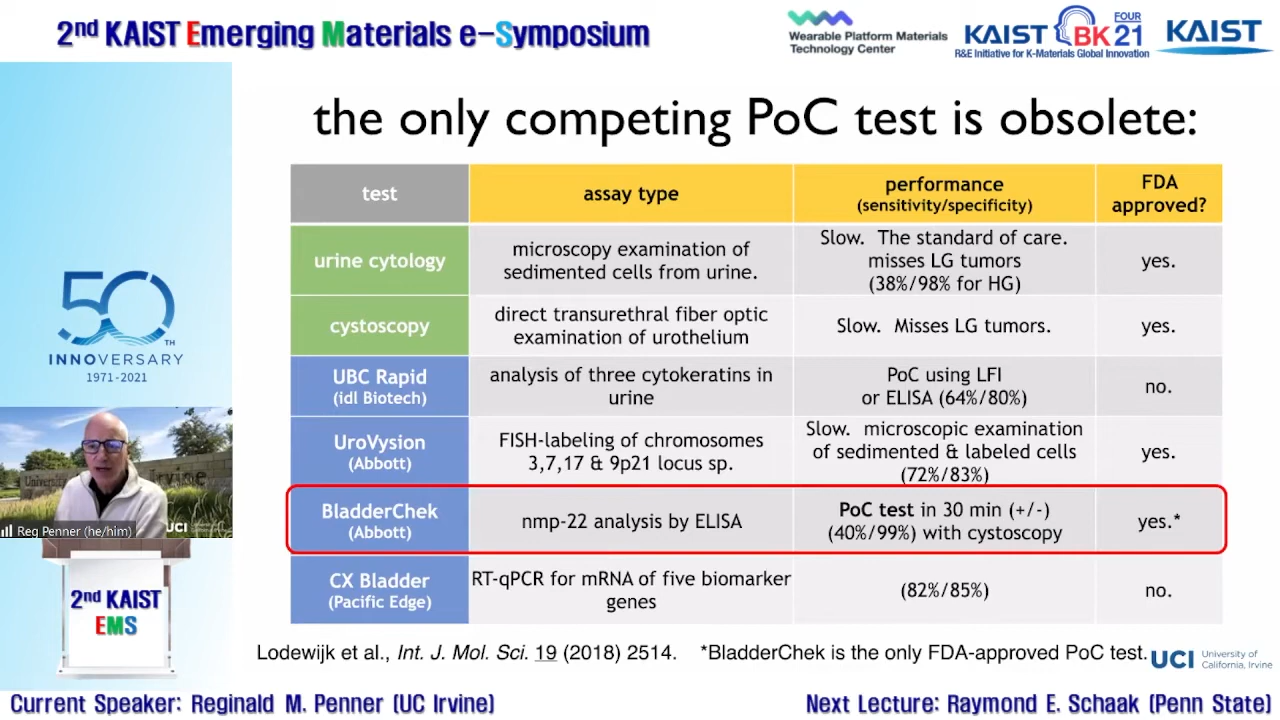 2nd KAIST Emerging Materials e-Symposium
Wearable Platform Materials
Technology Center
KAIST BK21 FOUR
R&E Initiative for K-Materials Global Innovation
KAIST
the only competing PoC test is obsolete:
test
assay type
performance
(sensitivity/specificity)
FDA
approved?
urine cytology
microscopy examination of
sedimented cells from urine.
Slow. The standard of care.
misses LG tumors
(38%/98% for HG)
yes.
cystoscopy
direct transurethral fiber optic
examination of urothelium
Slow. Misses LG tumors.
yes.
UBC Rapid
(idl Biotech)
analysis of three cytokeratins in
urine
PoC using LFI
or ELISA (64%/80%)
no.
UroVysion
(Abbott)
FISH-labeling of chromosomes
3,7,17 & 9p21 locus sp.
Slow. microscopic examination
of sedimented & labeled cells
(72%/83%)
yes.
BladderChek
(Abbott)
nmp-22 analysis by ELISA
PoC test in 30 min (+/-)
(40%/99%) with cystoscopy
yes.*
CX Bladder
(Pacific Edge)
RT-qPCR for mRNA of five biomarker
genes
(82%/85%)
no.
Lodewijk et al., Int. J. Mol. Sci. 19 (2018) 2514. *BladderChek is the only FDA-approved PoC test.
UCI University of
California, Irvine
50TH
INNOVERSARY
1971-2021
Reg Penner (he/him)
UCI
2nd KAIST
EMS
Current Speaker: Reginald M. Penner (UC Irvine)
Next Lecture: Raymond E. Schaak (Penn State)